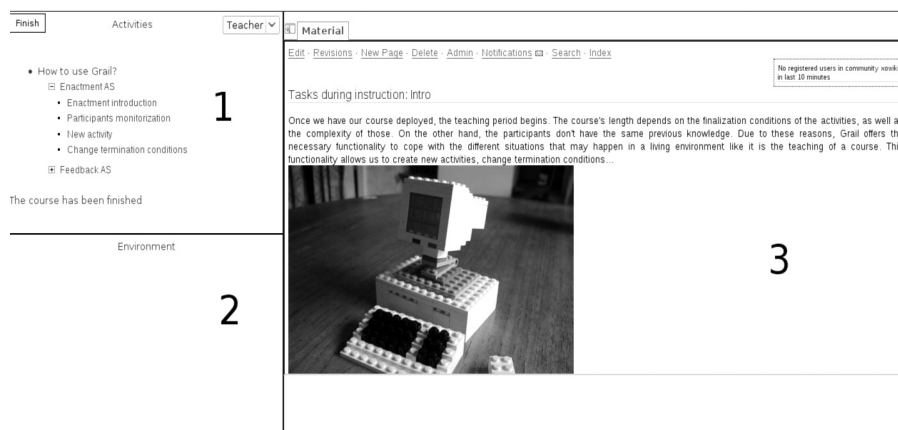 Finish
Activities
Teacher
How to use Grail?
Enactment AS
Enactment introduction
Participants monitorization
New activity
Change termination conditions
Feedback AS
The course has been finished
1
Environment
2
Material
Edit · Revisions · New Page · Delete · Admin · Notifications · Search · Index
No registered users in community xowik
in last 10 minutes
Tasks during instruction: Intro
Once we have our course deployed, the teaching period begins. The course's length depends on the finalization conditions of the activities, as well a
the complexity of those. On the other hand, the participants don't have the same previous knowledge. Due to these reasons, Grail offers th
necessary functionality to cope with the different situations that may happen in a living environment like it is the teaching of a course. Thi
functionality allows us to create new activities, change termination conditions...
3